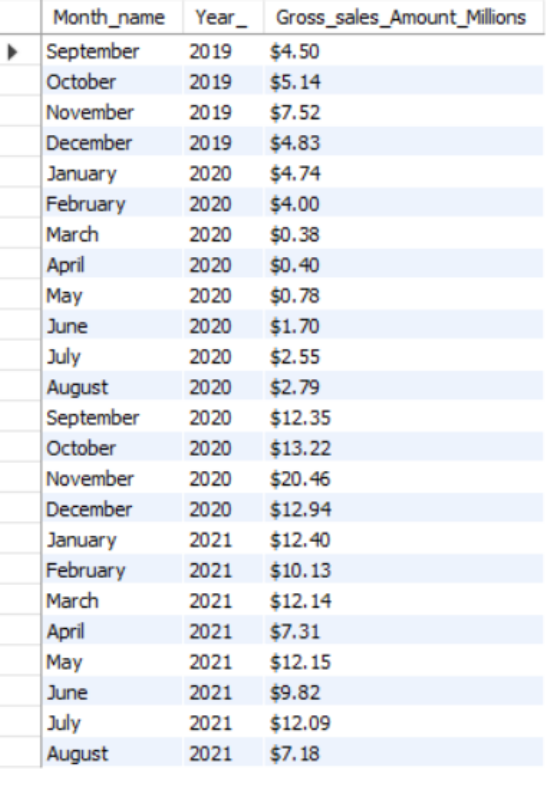 Month_name Year_ Gross_sales_Amount_Millions
September 2019 $4.50
October 2019 $5.14
November 2019 $7.52
December 2019 $4.83
January 2020 $4.74
February 2020 $4.00
March 2020 $0.38
April 2020 $0.40
May 2020 $0.78
June 2020 $1.70
July 2020 $2.55
August 2020 $2.79
September 2020 $12.35
October 2020 $13.22
November 2020 $20.46
December 2020 $12.94
January 2021 $12.40
February 2021 $10.13
March 2021 $12.14
April 2021 $7.31
May 2021 $12.15
June 2021 $9.82
July 2021 $12.09
August 2021 $7.18